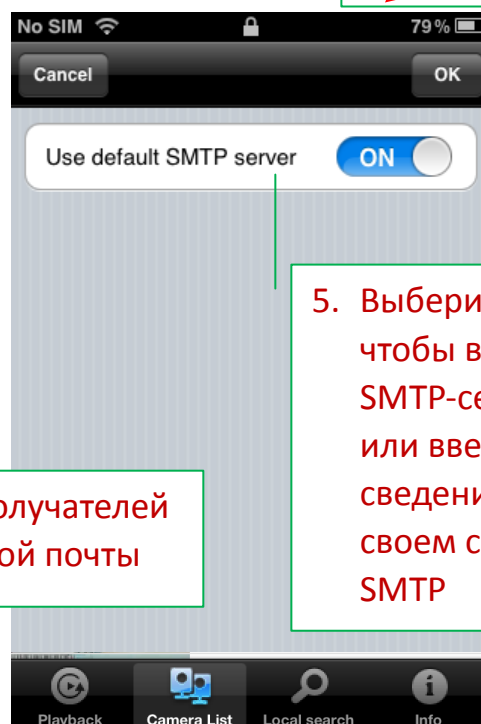 No SIM 79%
Cancel OK
Use default SMTP server ON
5. Выбери
чтобы в
SMTP-се
или вве
сведени
своем с
SMTP
олучателей
ой почты
Playback Camera List Local search Info